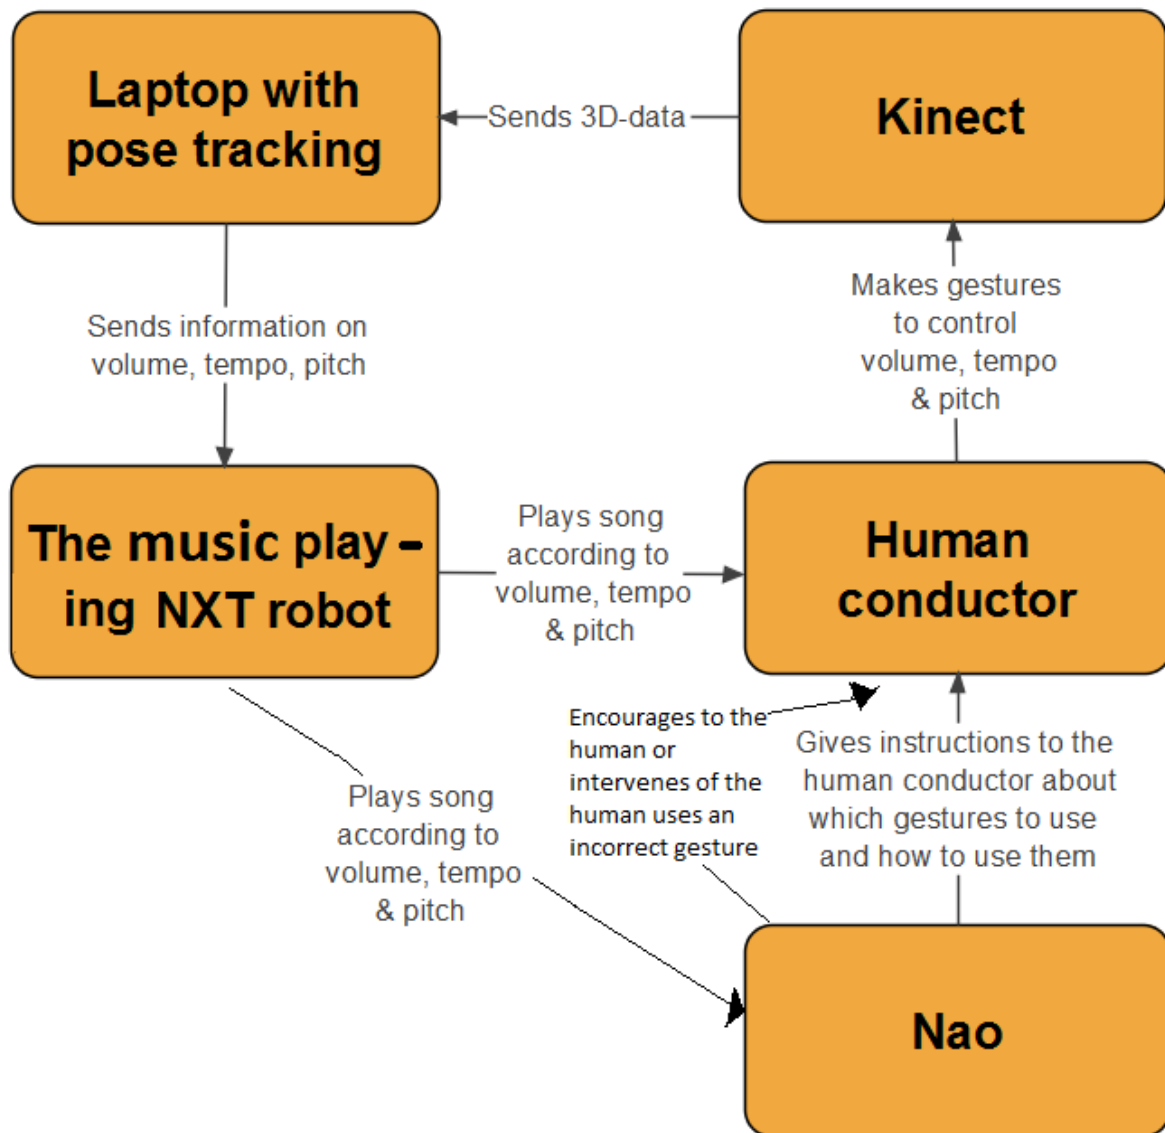 Laptop with
pose tracking
Sends 3D-data
Kinect
Sends information on
volume, tempo, pitch
Makes gestures
to control
volume, tempo
& pitch
The music play –
ing NXT robot
Plays song
according to
volume, tempo
& pitch
Human
conductor
Plays song
according to
volume, tempo
& pitch
Encourages to the
human or
intervenes of the
human uses an
incorrect gesture
Gives instructions to the
human conductor about
which gestures to use
and how to use them
Nao